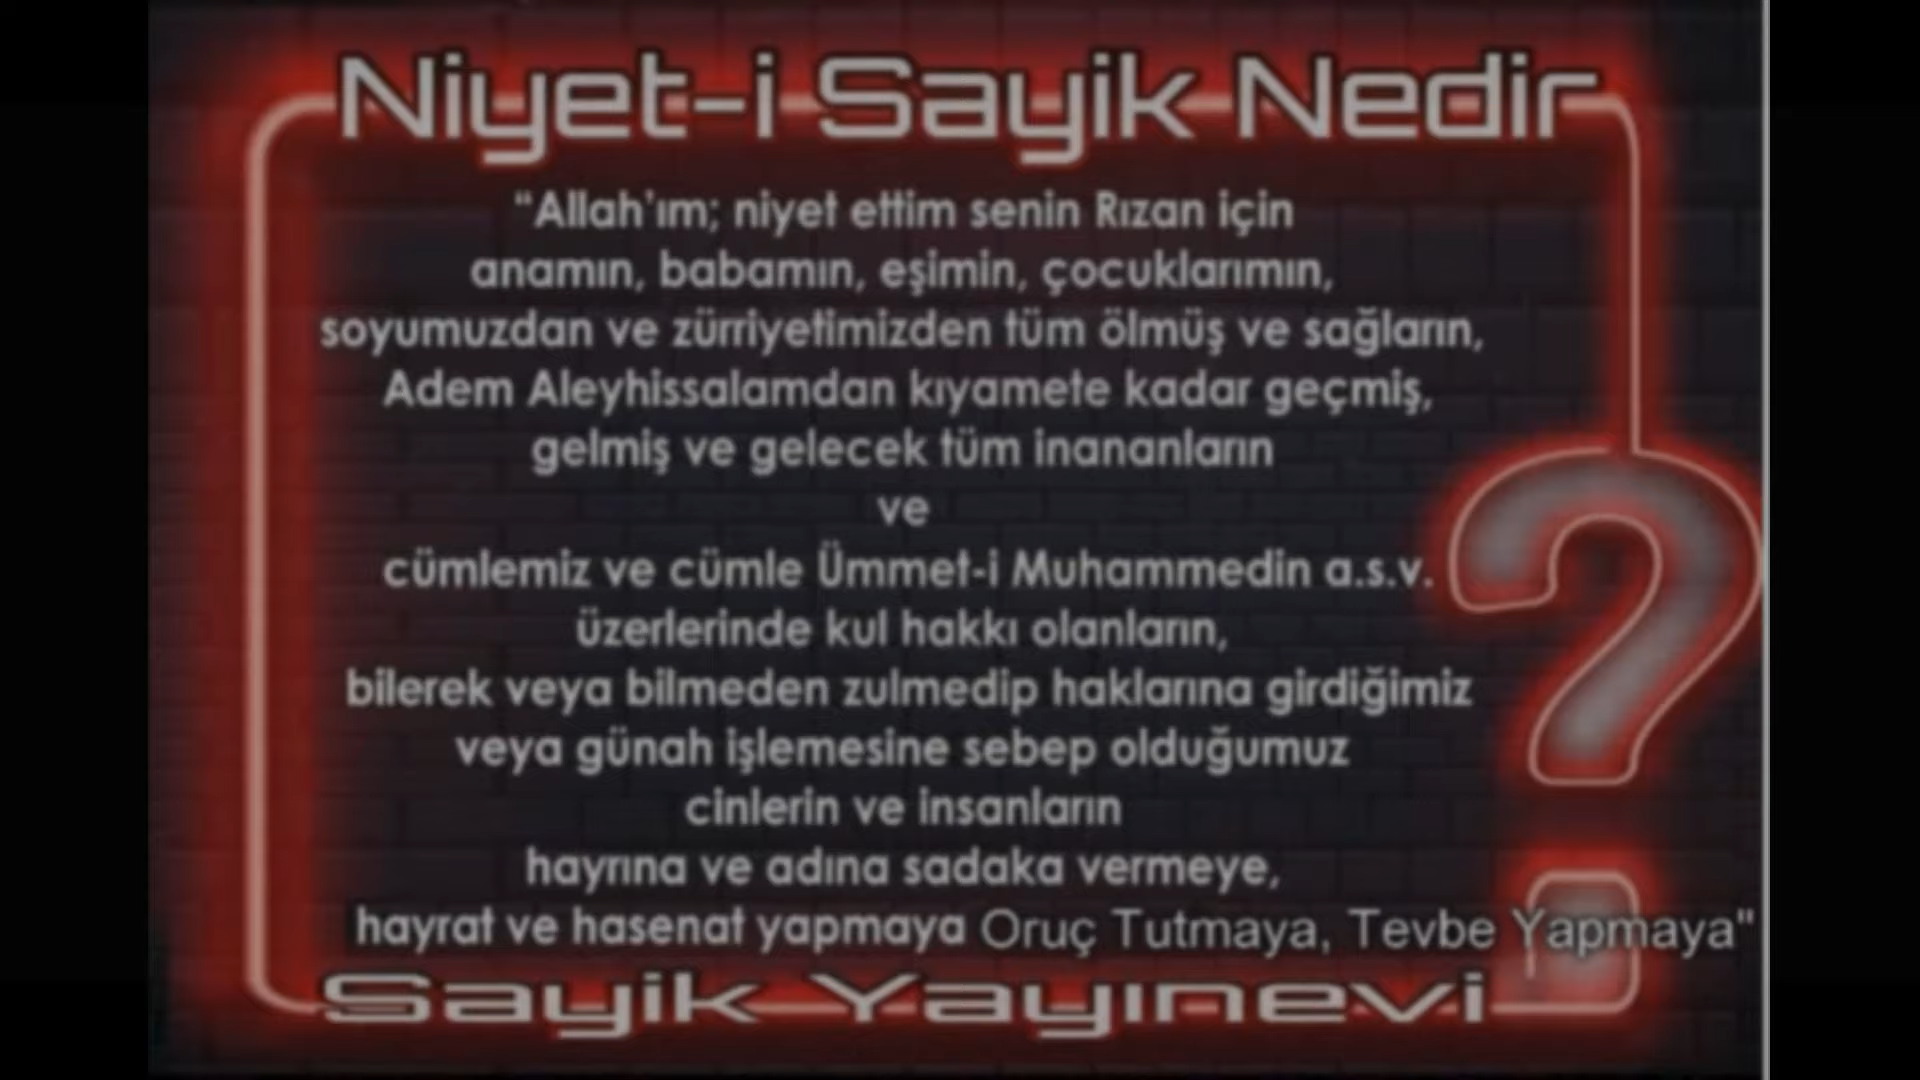 Niyet-i Sayik Nedir
“Allah’ım; niyet ettim senin Rızan için
anamın, babamın, eşimin, çocuklarımın,
soyumuzdan ve zürriyetimizden tüm ölmüş ve sağların,
Adem Aleyhissalamdan kıyamete kadar geçmiş,
gelmiş ve gelecek tüm inananların
ve
cümlemiz ve cümle Ümmet-i Muhammedin a.s.v.
üzerlerinde kul hakkı olanların,
bilerek veya bilmeden zulmedip haklarına girdiğimiz
veya günah işlemesine sebep olduğumuz
cinlerin ve insanların
hayrına ve adına sadaka vermeye,
hayrat ve hasenat yapmaya Oruç Tutmaya, Tevbe Yapmaya"
Sayik Yayınevi
?